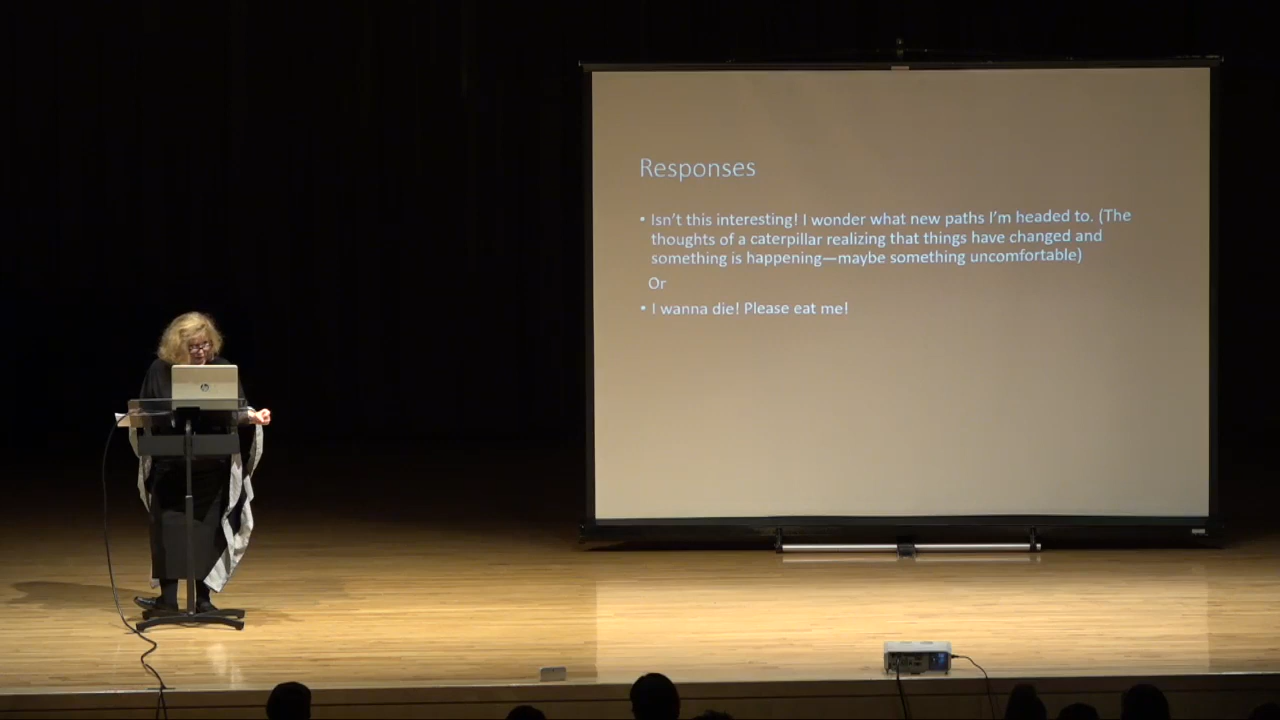 Responses
• Isn't this interesting! I wonder what new paths I'm headed to. (The
thoughts of a caterpillar realizing that things have changed and
something is happening—maybe something uncomfortable)
Or
• I wanna die! Please eat me!
hp